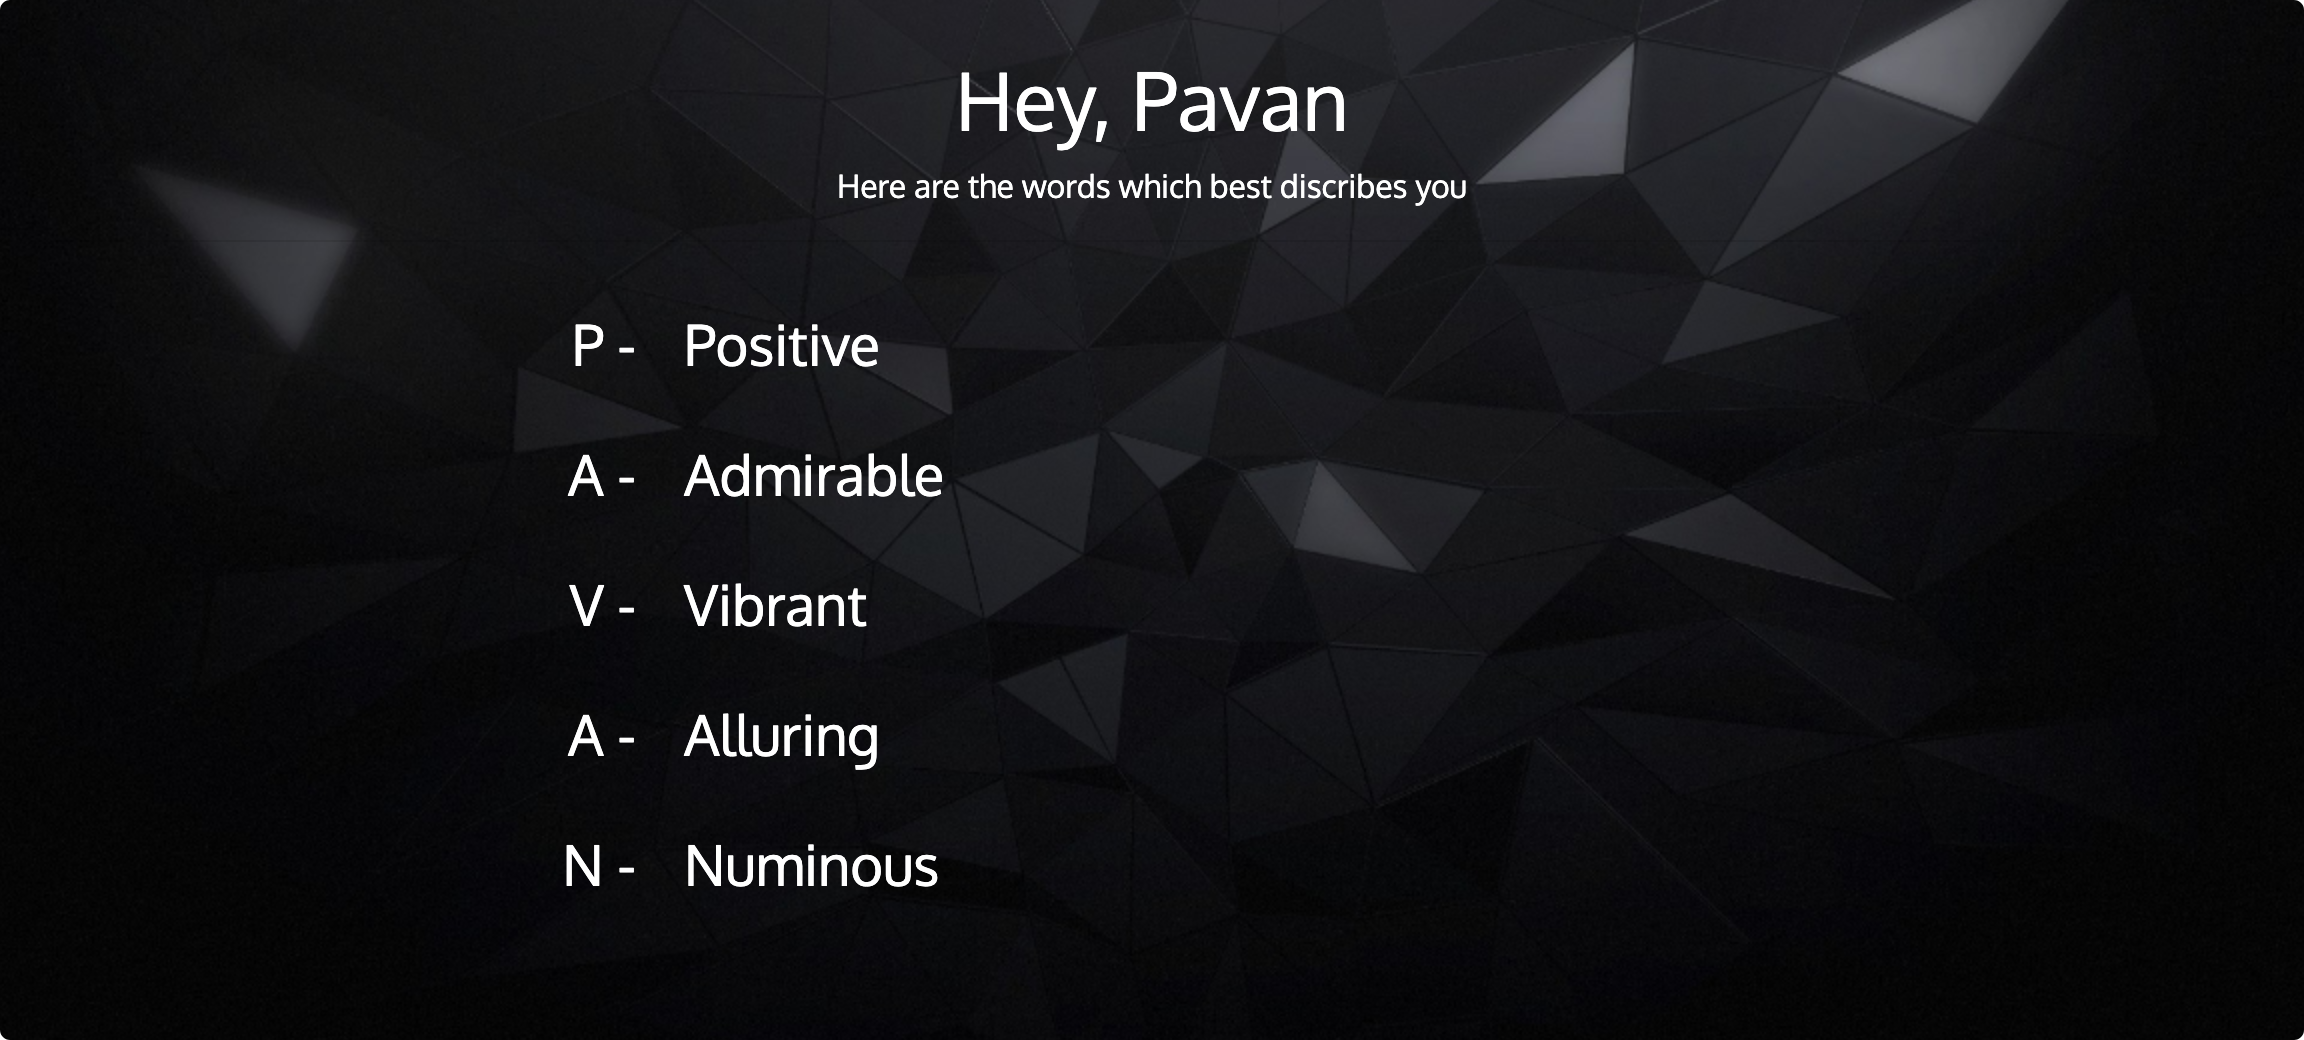 Hey, Pavan
Here are the words which best discribes you
P - Positive
A - Admirable
V - Vibrant
A - Alluring
N - Numinous